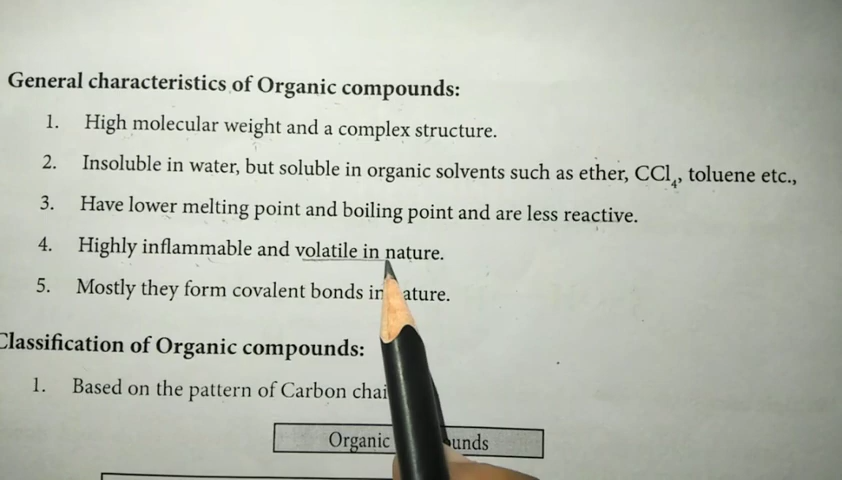 General characteristics of Organic compounds:
1. High molecular weight and a complex structure.
2. Insoluble in water, but soluble in organic solvents such as ether, CCl₄, toluene etc.,
3. Have lower melting point and boiling point and are less reactive.
4. Highly inflammable and volatile in nature.
5. Mostly they form covalent bonds in ature.
Classification of Organic compounds:
1. Based on the pattern of Carbon chai
Organic unds